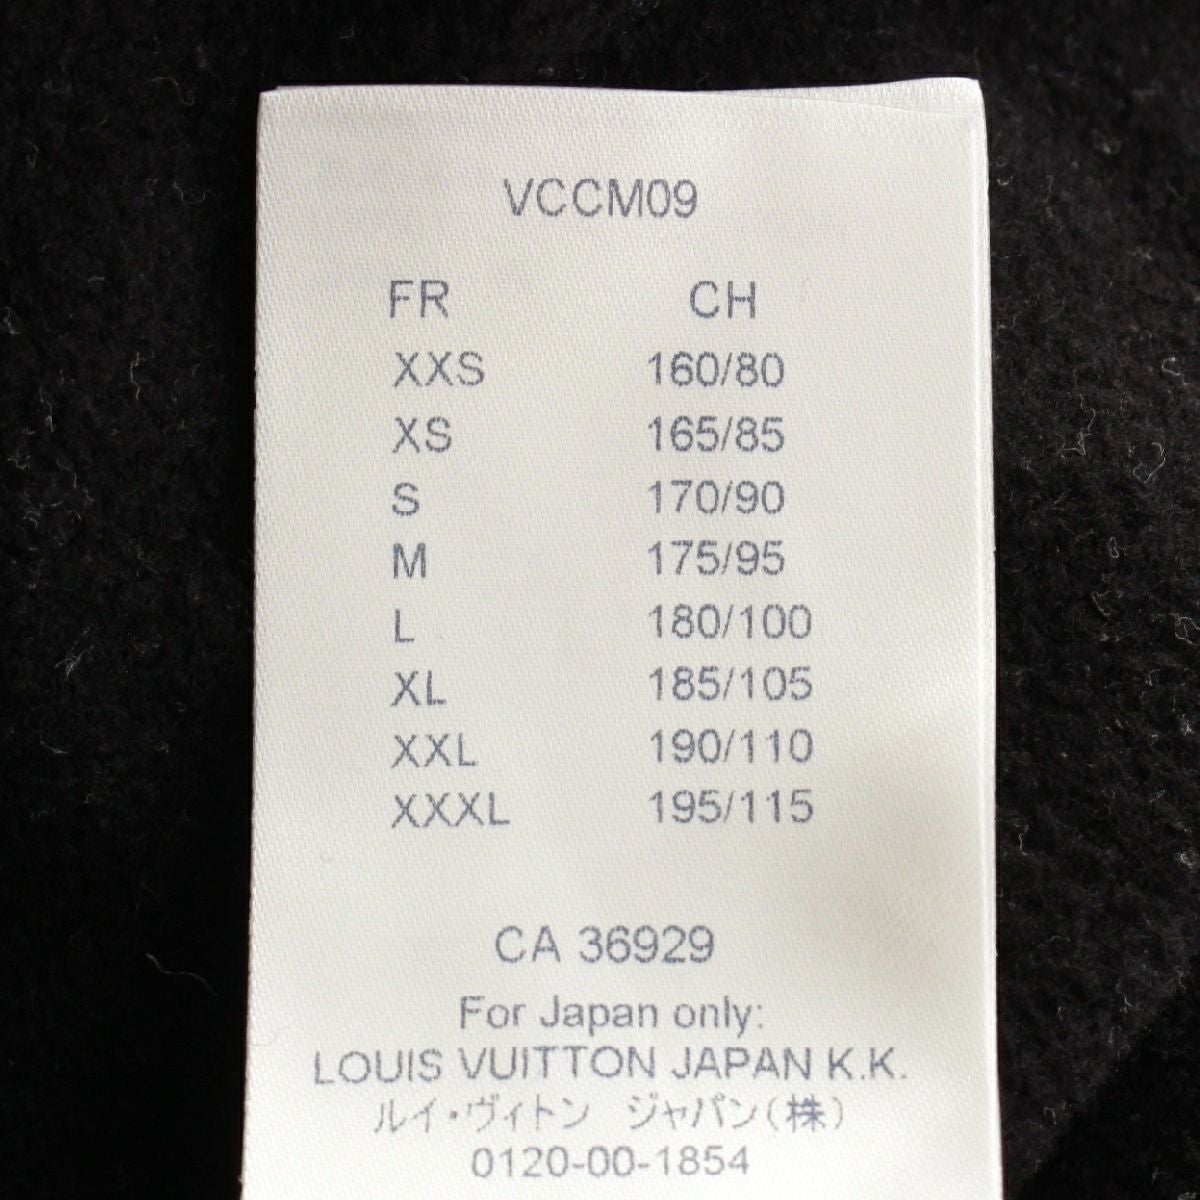 VCCM09
FR CH
XXS 160/80
XS 165/85
S 170/90
M 175/95
L 180/100
XL 185/105
XXL 190/110
XXXL 195/115
CA 36929
For Japan only:
LOUIS VUITTON JAPAN K.K.
ルイ・ヴィトン ジャパン(株)
0120-00-1854